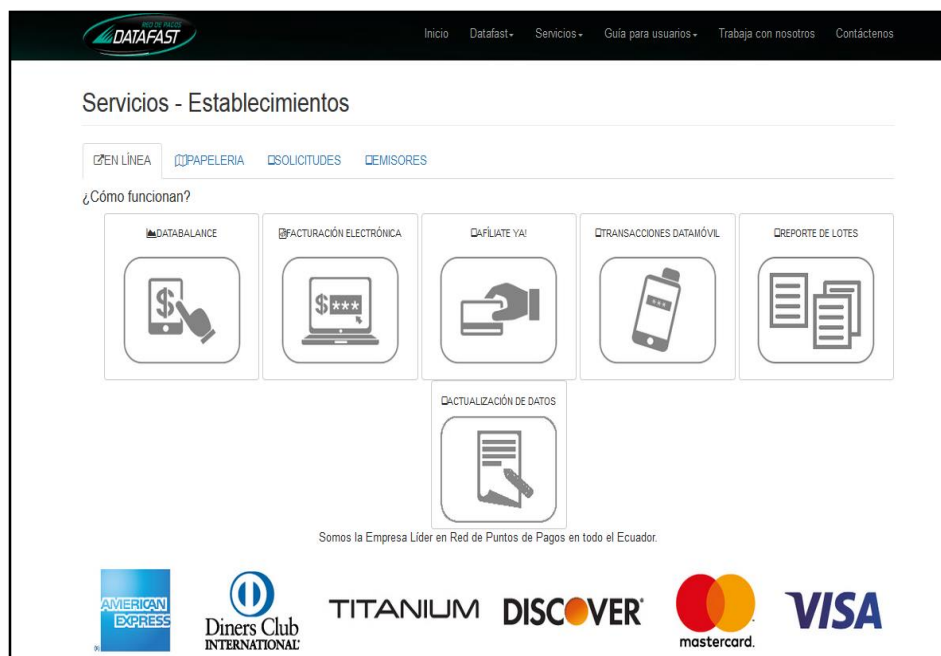 RED DE PAGOS
DATAFAST
Inicio Datafast Servicios Guía para usuarios Trabaja con nosotros Contáctenos
Servicios - Establecimientos
EN LÍNEA PAPELERIA SOLICITUDES EMISORES
¿Cómo funcionan?
DATABALANCE FACTURACIÓN ELECTRÓNICA AFÍLIATE YA! TRANSACCIONES DATAMÓVIL REPORTE DE LOTES
$ $*** ***
ACTUALIZACIÓN DE DATOS
Somos la Empresa Líder en Red de Puntos de Pagos en todo el Ecuador.
AMERICAN
EXPRESS
Diners Club
INTERNATIONAL
TITANIUM
DISCOVER
mastercard.
VISA